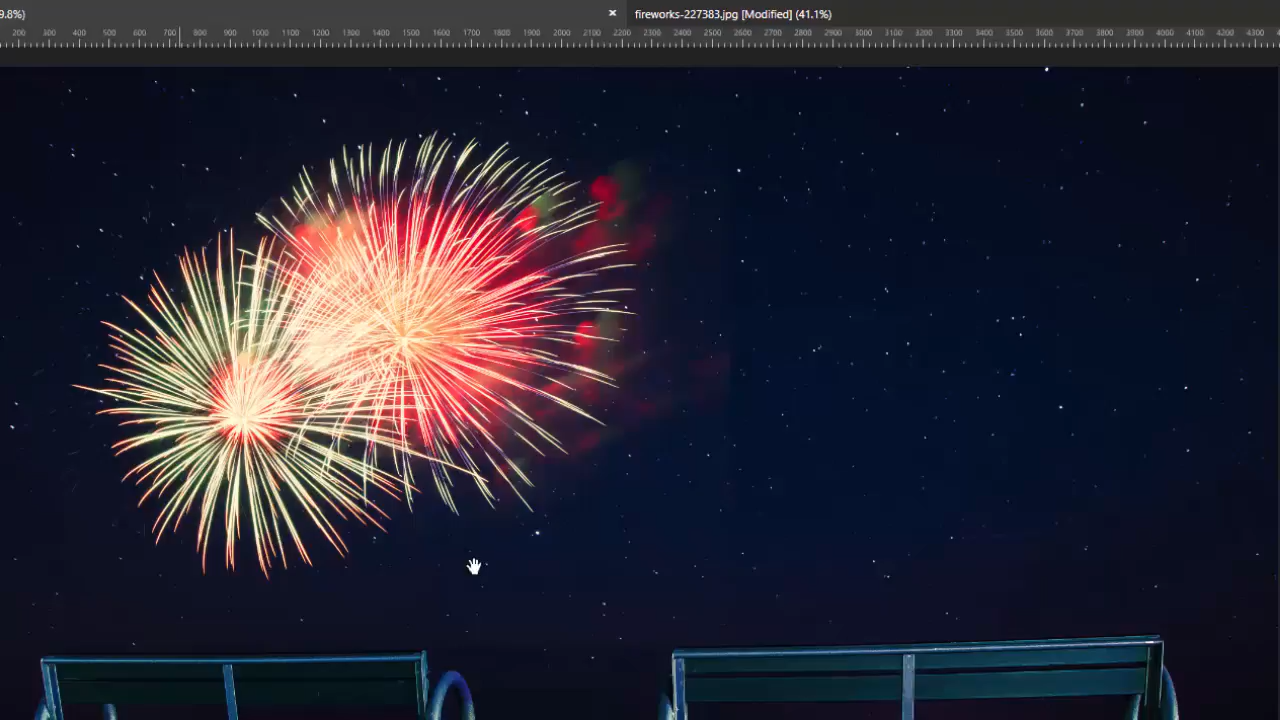 9.8%)
fireworks-227383.jpg [Modified] (41.1%)
200 300 400 500 600 700 800 900 1000 1100 1200 1300 1400 1500 1600 1700 1800 1900 2000 2100 2200 2300 2400 2500 2600 2700 2800 2900 3000 3100 3200 3300 3400 3500 3600 3700 3800 3900 4000 4100 4200 4300